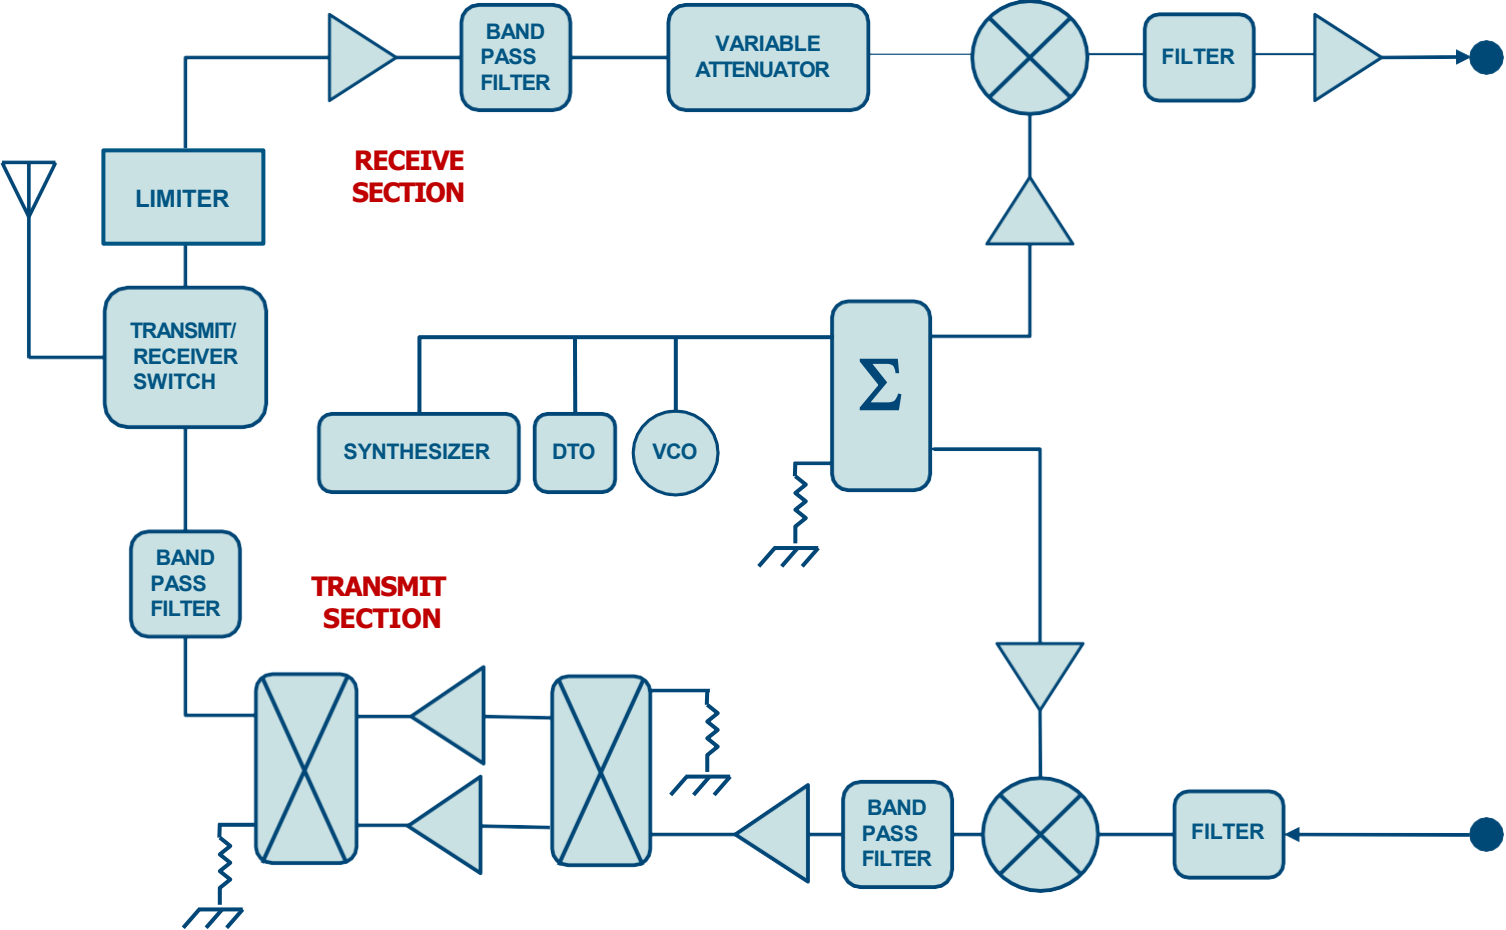 BAND
PASS
FILTER
VARIABLE
ATTENUATOR
FILTER
RECEIVE
SECTION
LIMITER
TRANSMIT/
RECEIVER
SWITCH
Σ
SYNTHESIZER
DTO
VCO
BAND
PASS
FILTER
TRANSMIT
SECTION
BAND
PASS
FILTER
FILTER